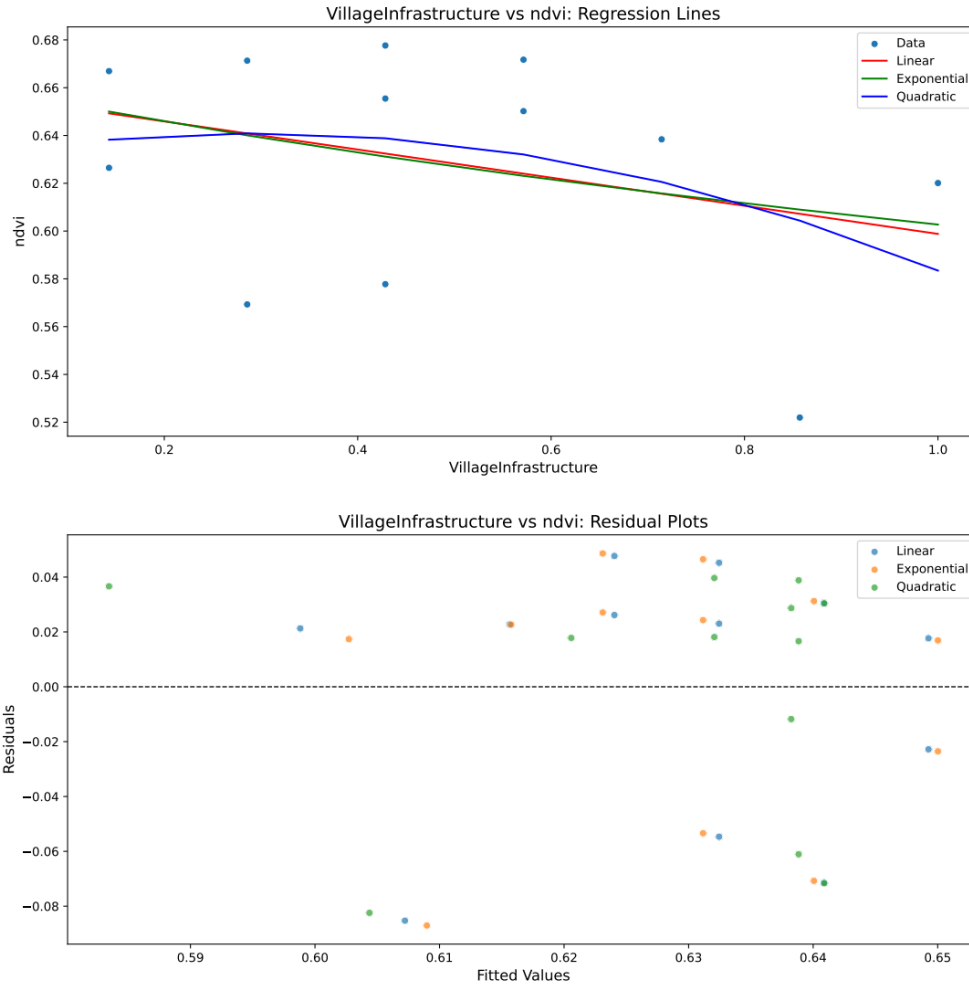 VillageInfrastructure vs ndvi: Regression Lines
0.68
0.66
0.64
0.62
0.60
0.58
0.56
0.54
0.52
ndvi
Data
Linear
Exponential
Quadratic
0.2 0.4 0.6 0.8 1.0
VillageInfrastructure
VillageInfrastructure vs ndvi: Residual Plots
0.04
0.02
0.00
−0.02
−0.04
−0.06
−0.08
Residuals
Linear
Exponential
Quadratic
0.59 0.60 0.61 0.62 0.63 0.64 0.65
Fitted Values